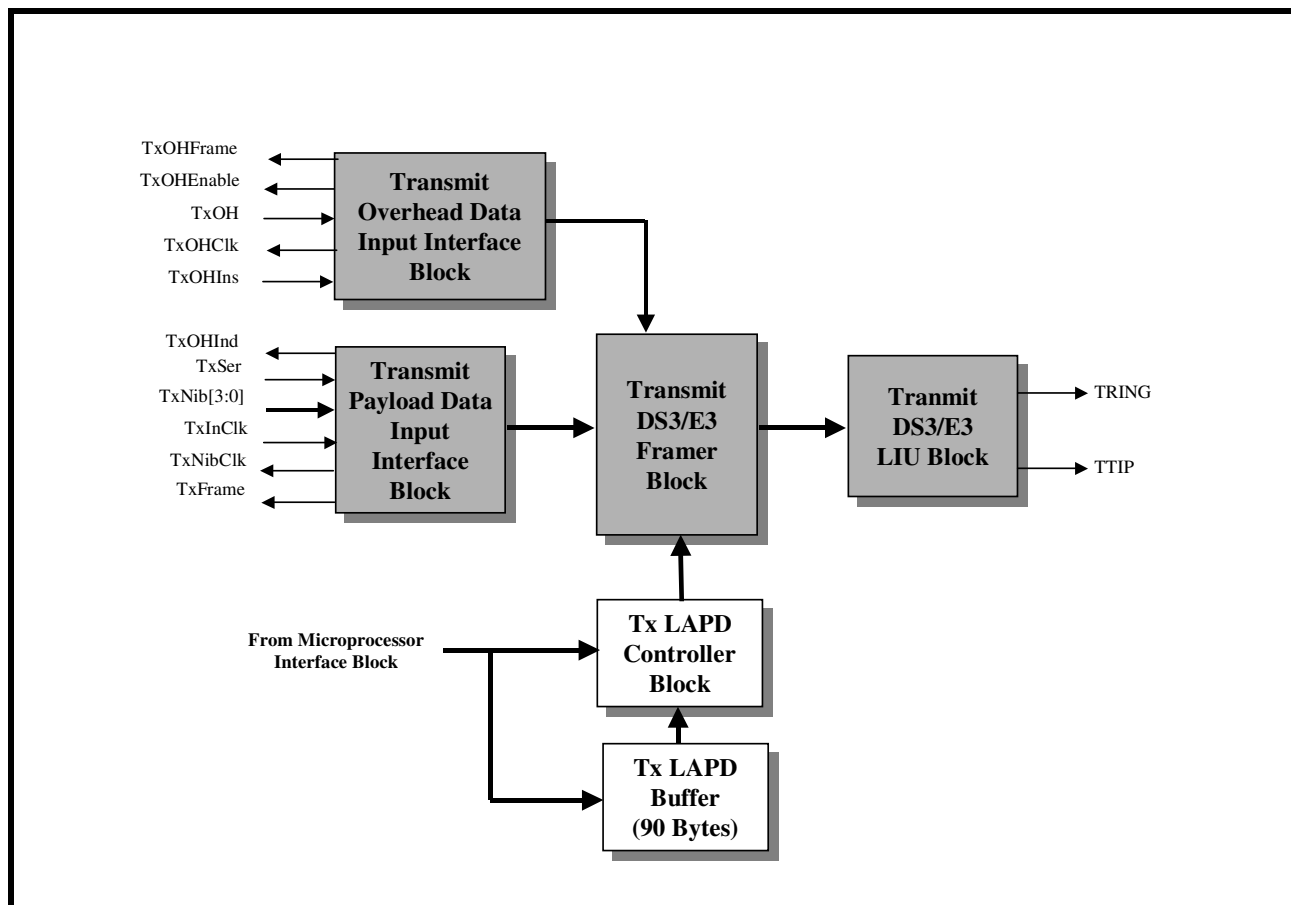 TxOHFrame
TxOHEnable
TxOH
TxOHClk
TxOHIns
Transmit
Overhead Data
Input Interface
Block
TxOHInd
TxSer
TxNib[3:0]
TxInClk
TxNibClk
TxFrame
Transmit
Payload Data
Input
Interface
Block
Transmit
DS3/E3
Framer
Block
Tranmit
DS3/E3
LIU Block
TRING
TTIP
From Microprocessor
Interface Block
Tx LAPD
Controller
Block
Tx LAPD
Buffer
(90 Bytes)